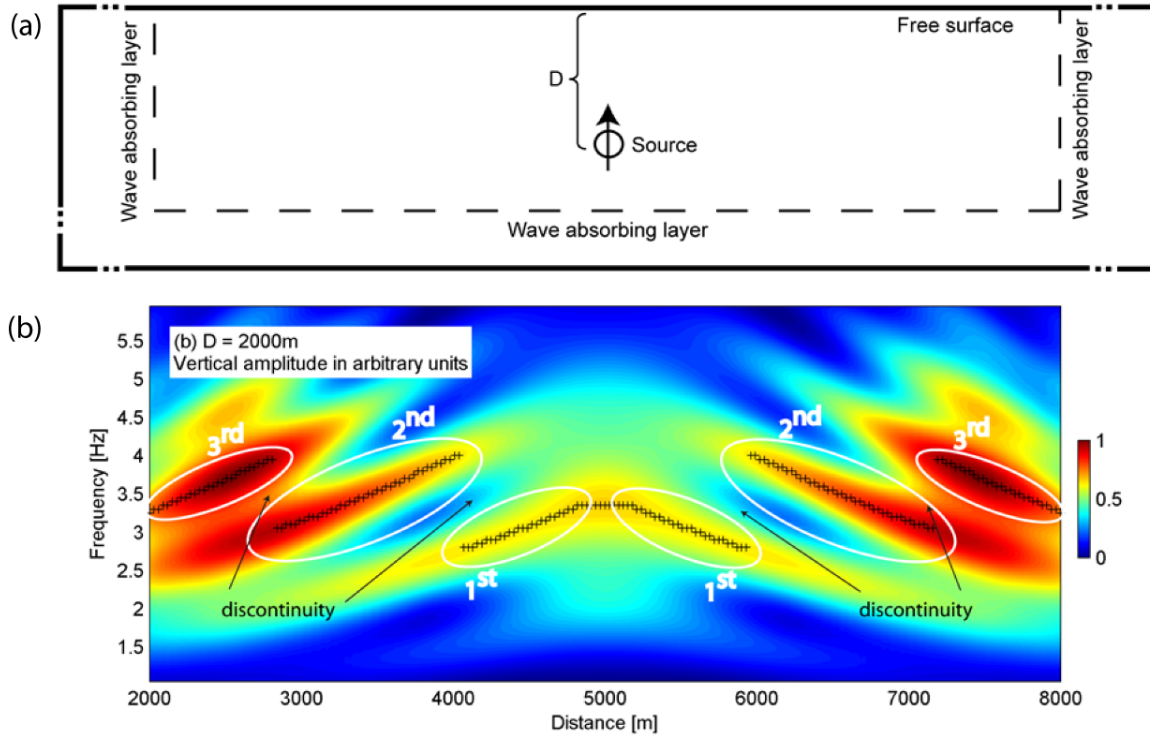 (a)
Free surface
Wave absorbing layer
D
Source
Wave absorbing layer
Wave absorbing layer
(b)
(b) D = 2000m
Vertical amplitude in arbitrary units
5.5
5
4.5
4
3.5
3
2.5
2
1.5
Frequency [Hz]
3rd
2nd
1st
1st
2nd
3rd
discontinuity
discontinuity
1
0.5
0
2000 3000 4000 5000 6000 7000 8000
Distance [m]